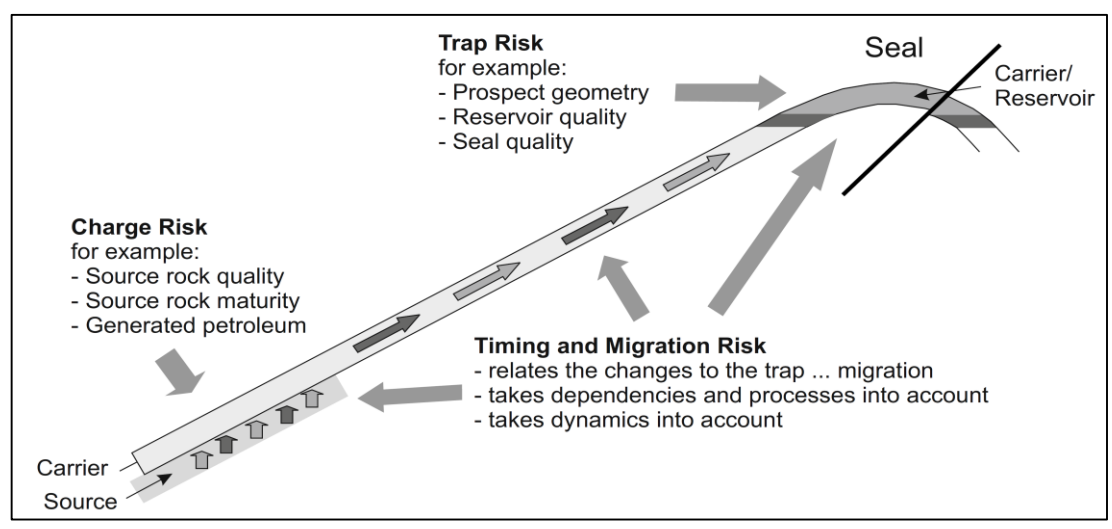 Trap Risk
for example:
- Prospect geometry
- Reservoir quality
- Seal quality
Seal
Carrier/
Reservoir
Charge Risk
for example:
- Source rock quality
- Source rock maturity
- Generated petroleum
Timing and Migration Risk
- relates the changes to the trap ... migration
- takes dependencies and processes into account
- takes dynamics into account
Carrier
Source